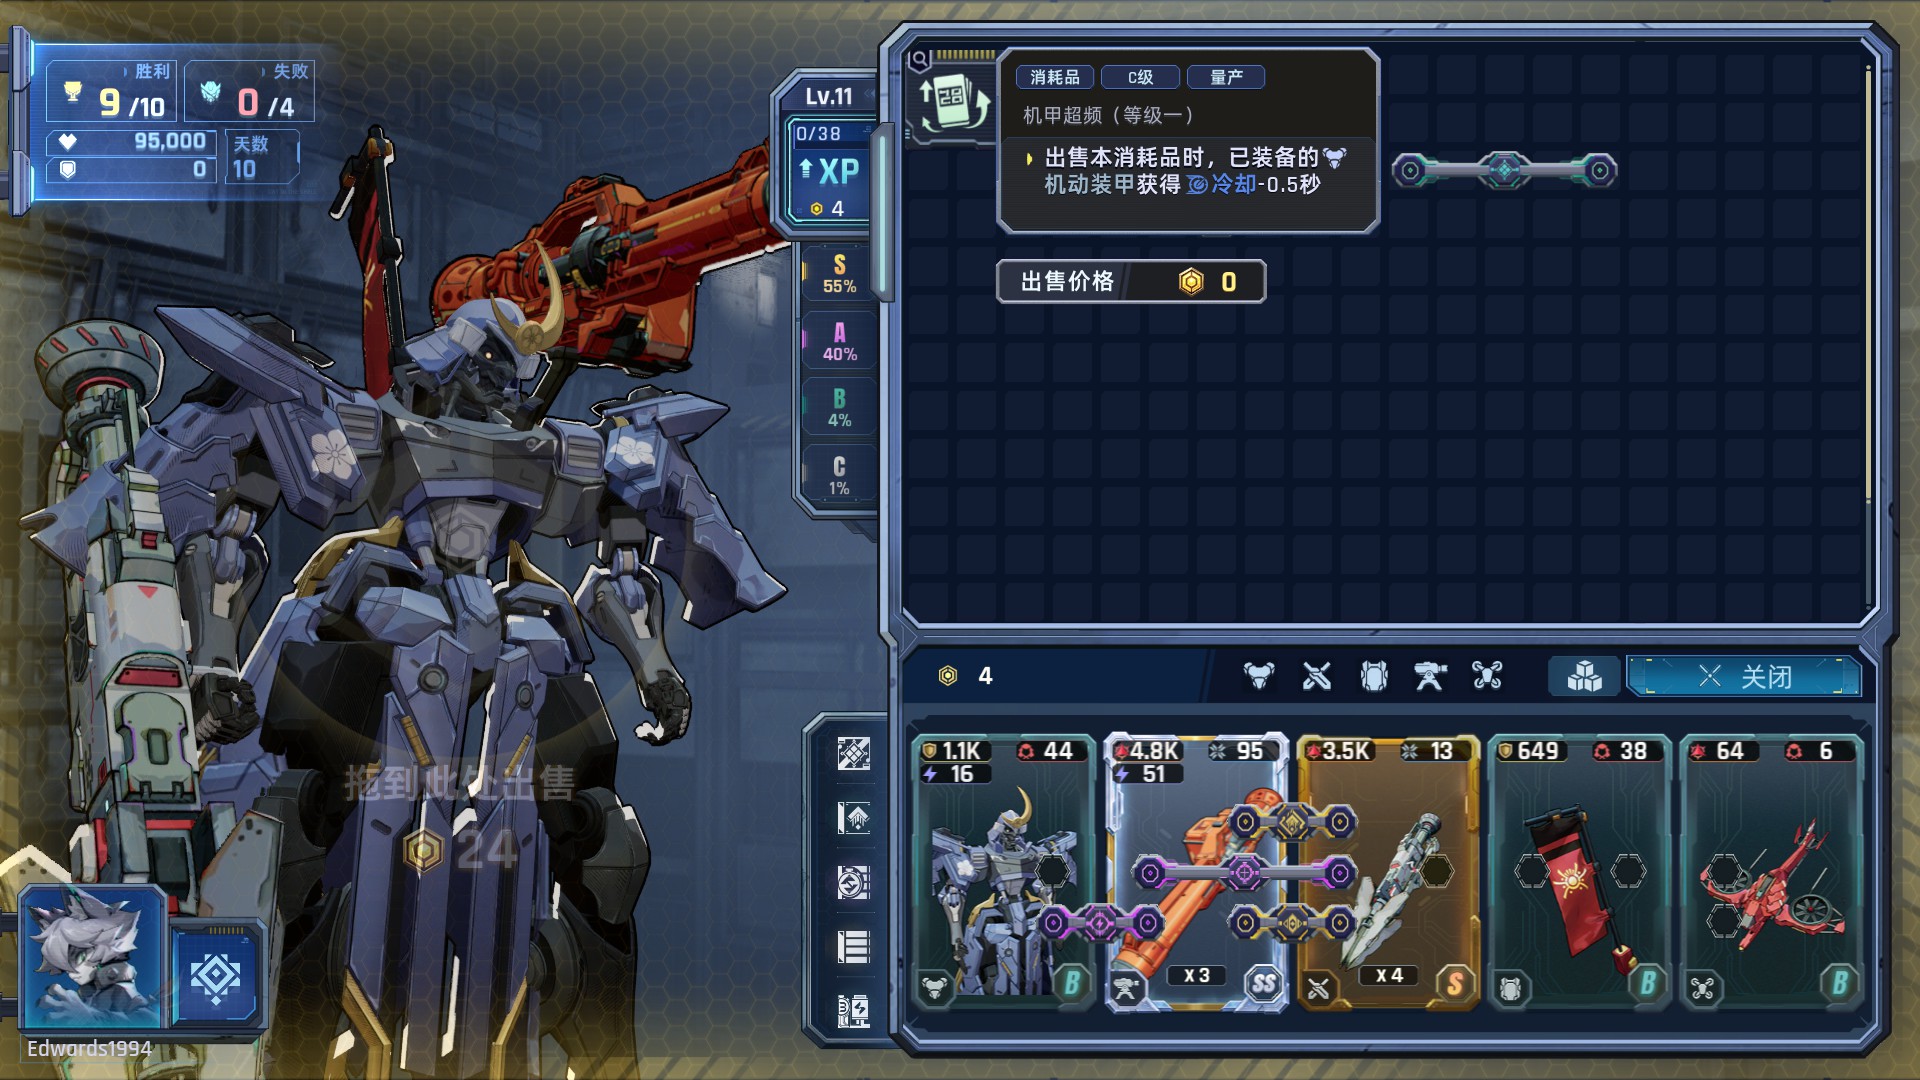 胜利
9 /10
失败
0 /4
95,000
0
天数
10
Lv.11
0/38
XP
4
S
55%
A
40%
B
4%
C
1%
消耗品
C级
量产
机甲超频（等级一）
出售本消耗品时，已装备的
机动装甲获得 冷却-0.5秒
出售价格
0
拖到此处出售
24
4
关闭
1.1K
44
16
B
4.8K
95
51
x3
SS
3.5K
13
x4
S
649
38
B
64
6
B
Edwards1994